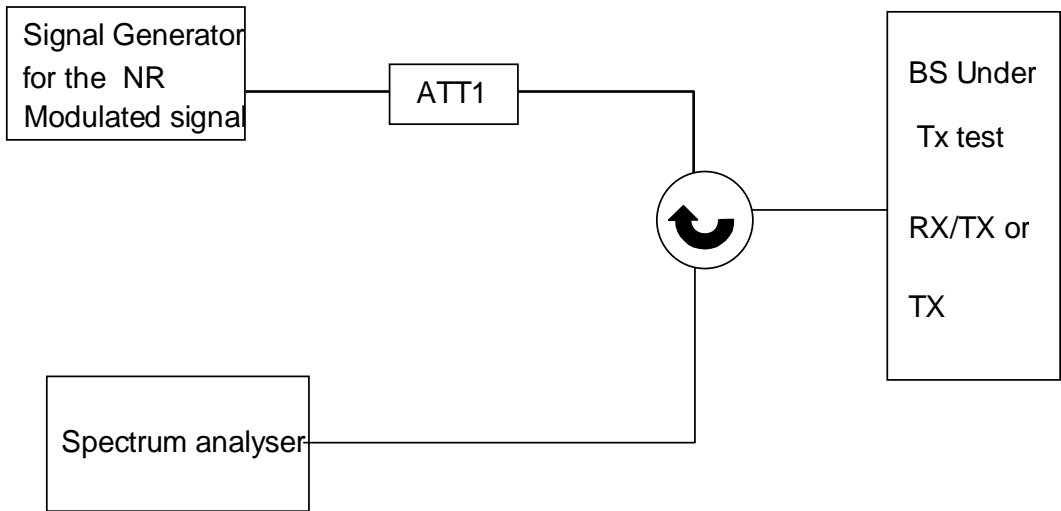 Signal Generator
for the NR
Modulated signal
ATT1
BS Under
Tx test
RX/TX or
TX
Spectrum analyser